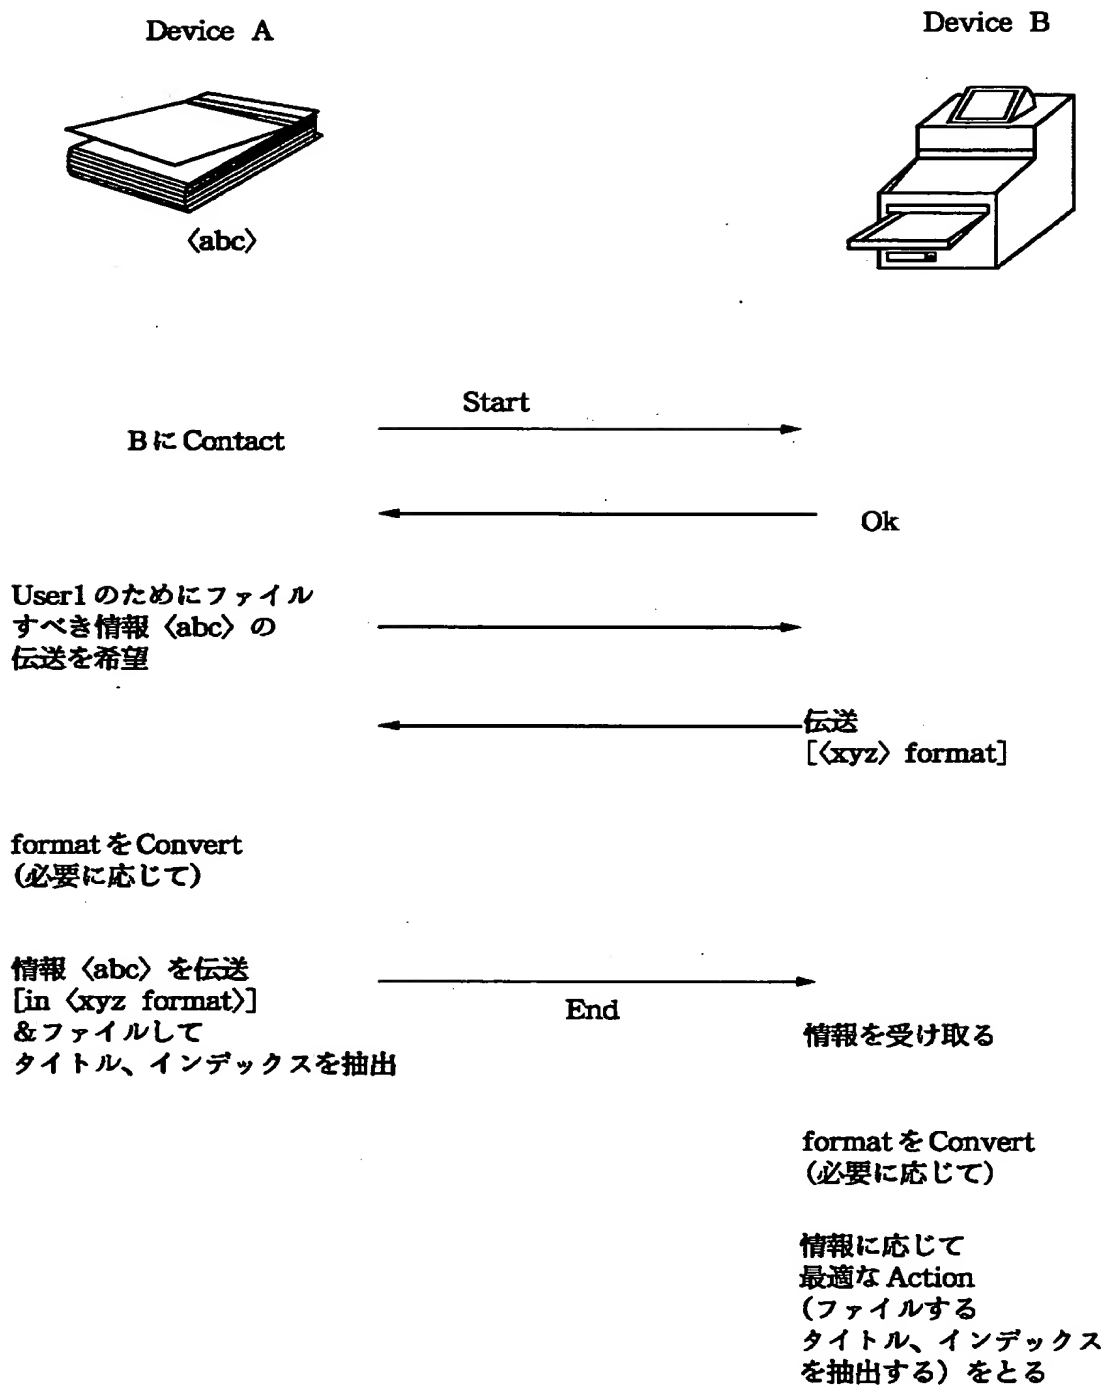 Device A
Device B
〈abc〉
Start
BにContact
Ok
User1のためにファイル
すべき情報〈abc〉の
伝送を希望
伝送
[〈xyz〉format]
formatをConvert
(必要に応じて)
情報〈abc〉を伝送
[in〈xyz format〉]
&ファイルして
タイトル、インデックスを抽出
End
情報を受け取る
formatをConvert
(必要に応じて)
情報に応じて
最適なAction
(ファイルする
タイトル、インデックス
を抽出する)をとる